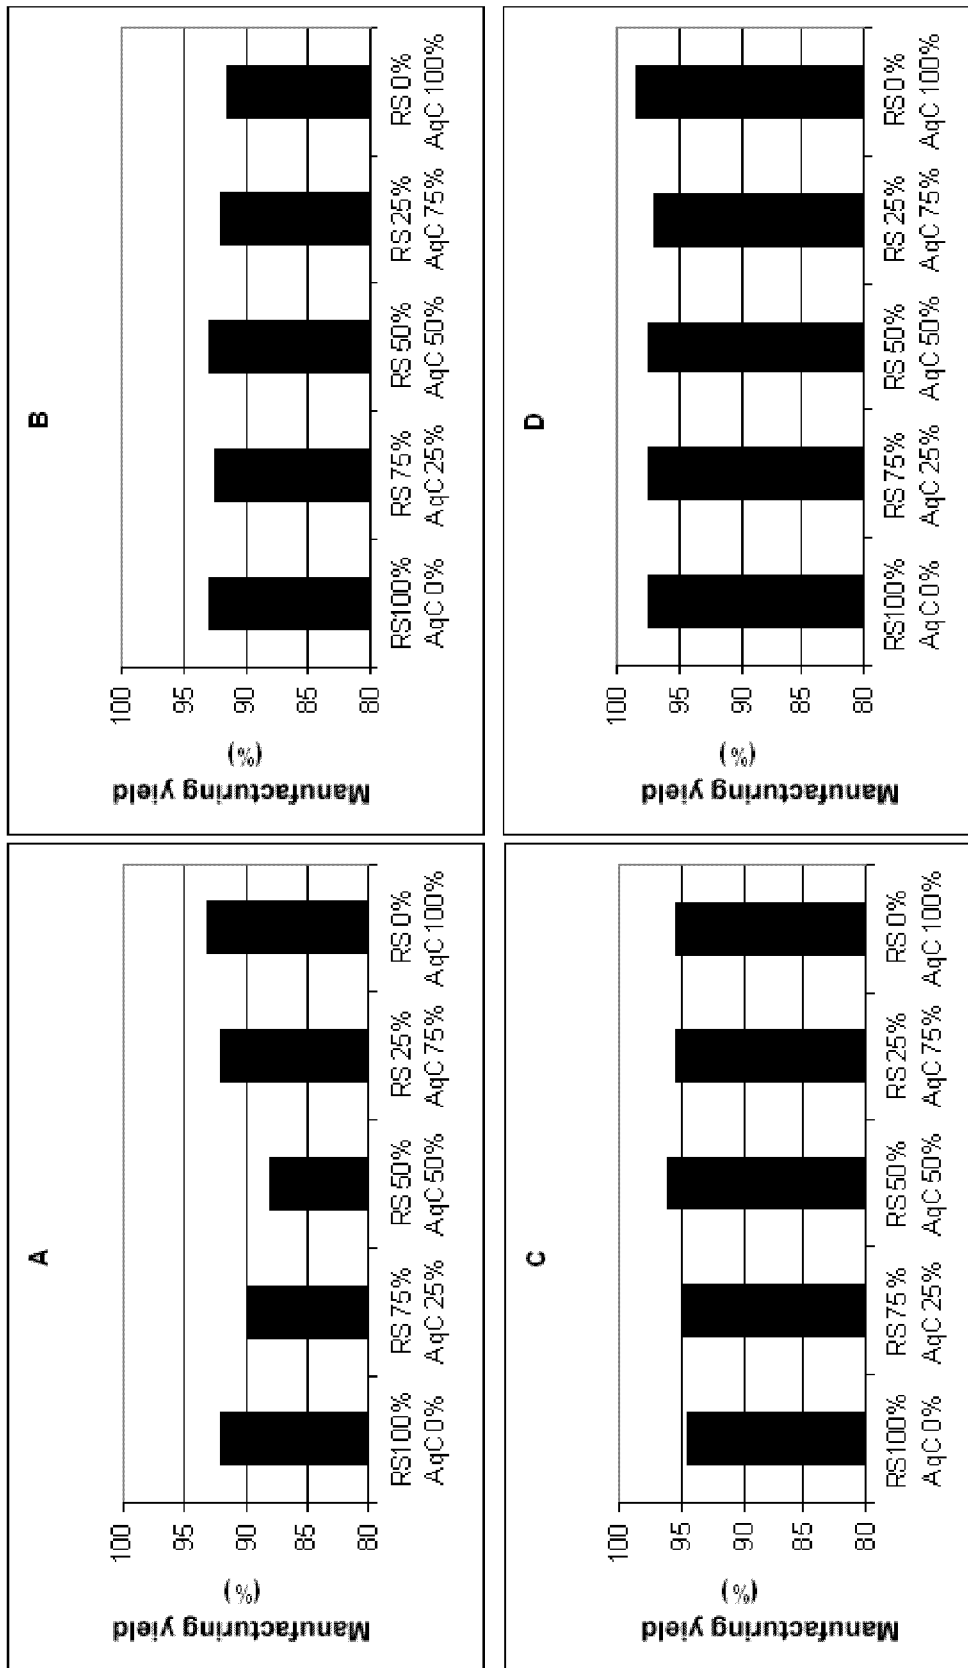 A
Manufacturing yield
(%)
100
95
90
85
80
RS100% RS 75% RS 50% RS 25% RS 0%
AqC 0% AqC 25% AqC 50% AqC 75% AqC 100%
B
Manufacturing yield
(%)
100
95
90
85
80
RS100% RS 75% RS 50% RS 25% RS 0%
AqC 0% AqC 25% AqC 50% AqC 75% AqC 100%
C
Manufacturing yield
(%)
100
95
90
85
80
RS100% RS 75% RS 50% RS 25% RS 0%
AqC 0% AqC 25% AqC 50% AqC 75% AqC 100%
D
Manufacturing yield
(%)
100
95
90
85
80
RS100% RS 75% RS 50% RS 25% RS 0%
AqC 0% AqC 25% AqC 50% AqC 75% AqC 100%